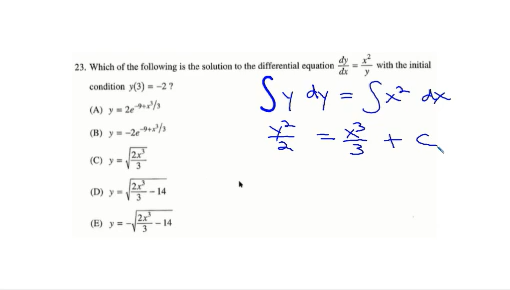 23. Which of the following is the solution to the differential equation dy/dx = x²/y with the initial
condition y(3) = −2 ?
(A) y = 2e^(−9+x³/3)
(B) y = −2e^(−9+x³/3)
(C) y = √(2x³/3)
(D) y = √(2x³/3 − 14)
(E) y = −√(2x³/3 − 14)
∫ y dy = ∫ x² dx
y²/2 = x³/3 + C